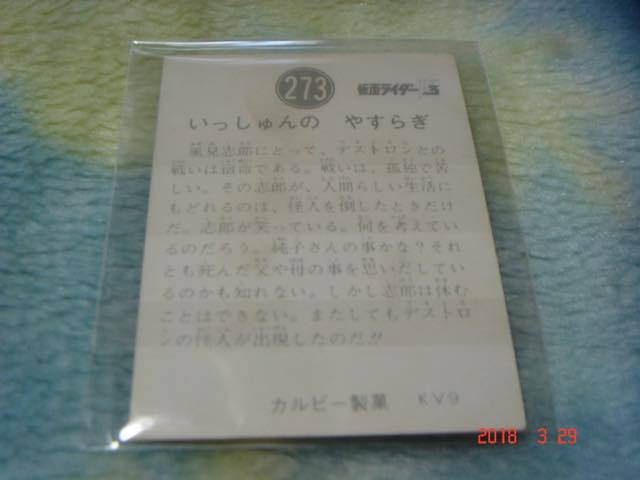 273
仮面ライダーV3
いっしゅんの やすらぎ
風見志郎にとって、デストロンとの
戦いは宿命である。戦いは、孤独で苦
しい。その志郎が、人間らしい生活に
もどれるのは、怪人を倒したときだけ
だ。志郎が笑っている。何を考えてい
るのだろう。純子さんの事かな？それ
とも死んだ父や母の事を思いだしてい
るのかも知れない。しかし志郎は休む
ことはできない。またしてもデストロ
ンの怪人が出現したのだ!!
カルビー製菓 KV9
2018 3 29